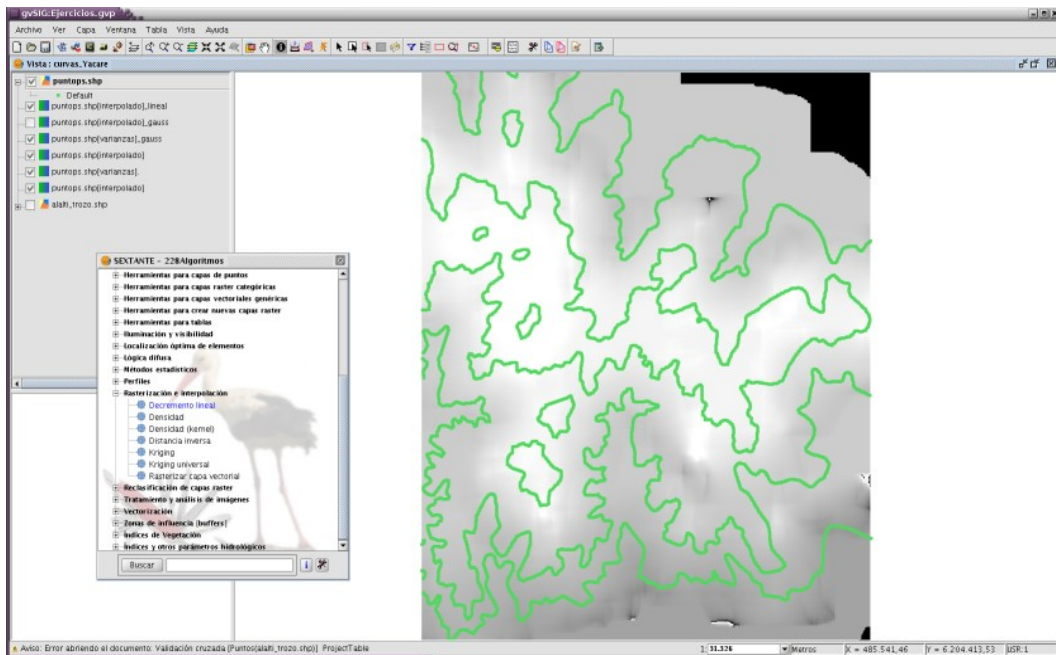 gvSIG:Ejercicios.gvp
Archivo Ver Capa Ventana Tabla Vista Ayuda
Vista : curvas_Yacare
puntops.shp
Default
puntops.shp[interpolado]_lineal
puntops.shp[interpolado]_gauss
puntops.shp[varianzas]_gauss
puntops.shp[interpolado]
puntops.shp[varianzas].
puntops.shp[interpolado]
alalti_trozo.shp
SEXTANTE - 228Algoritmos
Herramientas para capas de puntos
Herramientas para capas raster categóricas
Herramientas para capas vectoriales genéricas
Herramientas para crear nuevas capas raster
Herramientas para tablas
Iluminación y visibilidad
Localización óptima de elementos
Lógica difusa
Métodos estadísticos
Perfiles
Rasterización e interpolación
Decremento lineal
Densidad
Densidad (kernel)
Distancia inversa
Kriging
Kriging universal
Rasterizar capa vectorial
Reclasificación de capas raster
Tratamiento y análisis de imágenes
Vectorización
Zonas de influencia (buffers)
Índices de Vegetación
Índices y otros parámetros hidrológicos
Buscar
Aviso: Error abriendo el documento: Validación cruzada [Puntos(alalti_trozo.shp)] ProjectTable
1: 31.326 Metros X = 485.541,46 Y = 6.204.413,53 USR:1